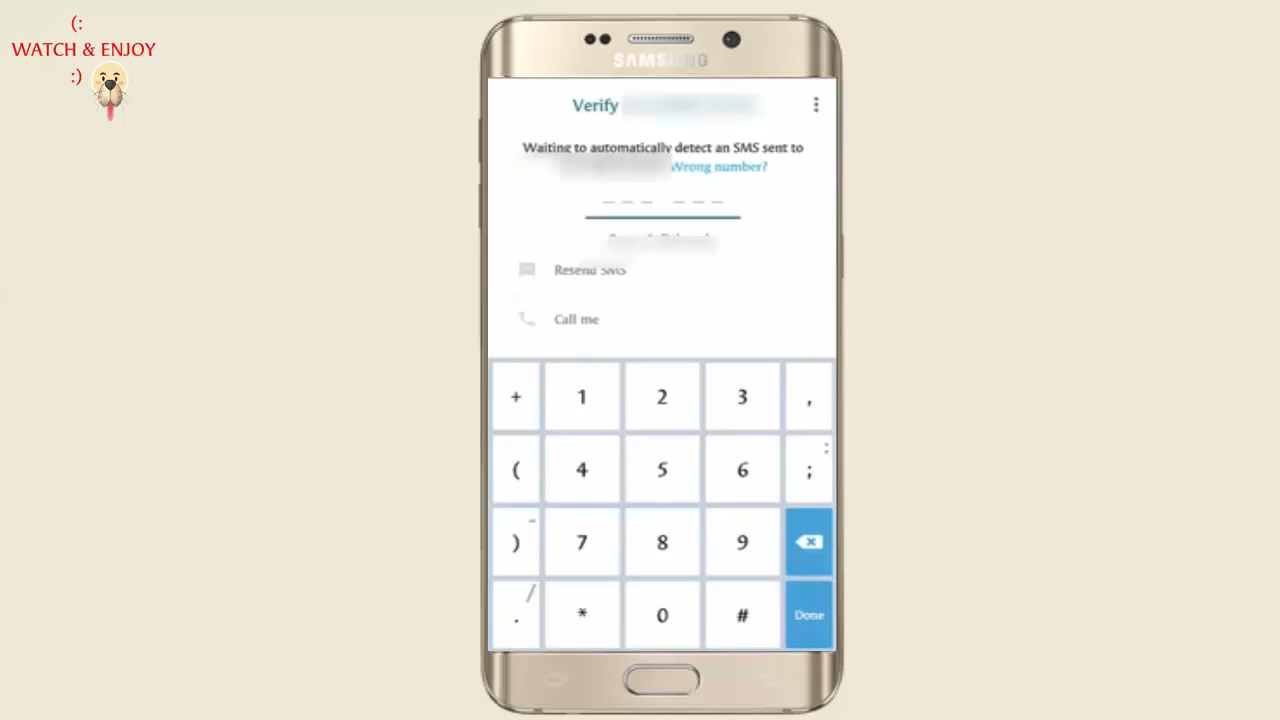 (:
WATCH & ENJOY
:)
SAMSUNG
Verify
Waiting to automatically detect an SMS sent to
Wrong number?
Resend SMS
Call me
+ 1 2 3 ,
( 4 5 6 ; :
) 7 8 9
. / * 0 # Done